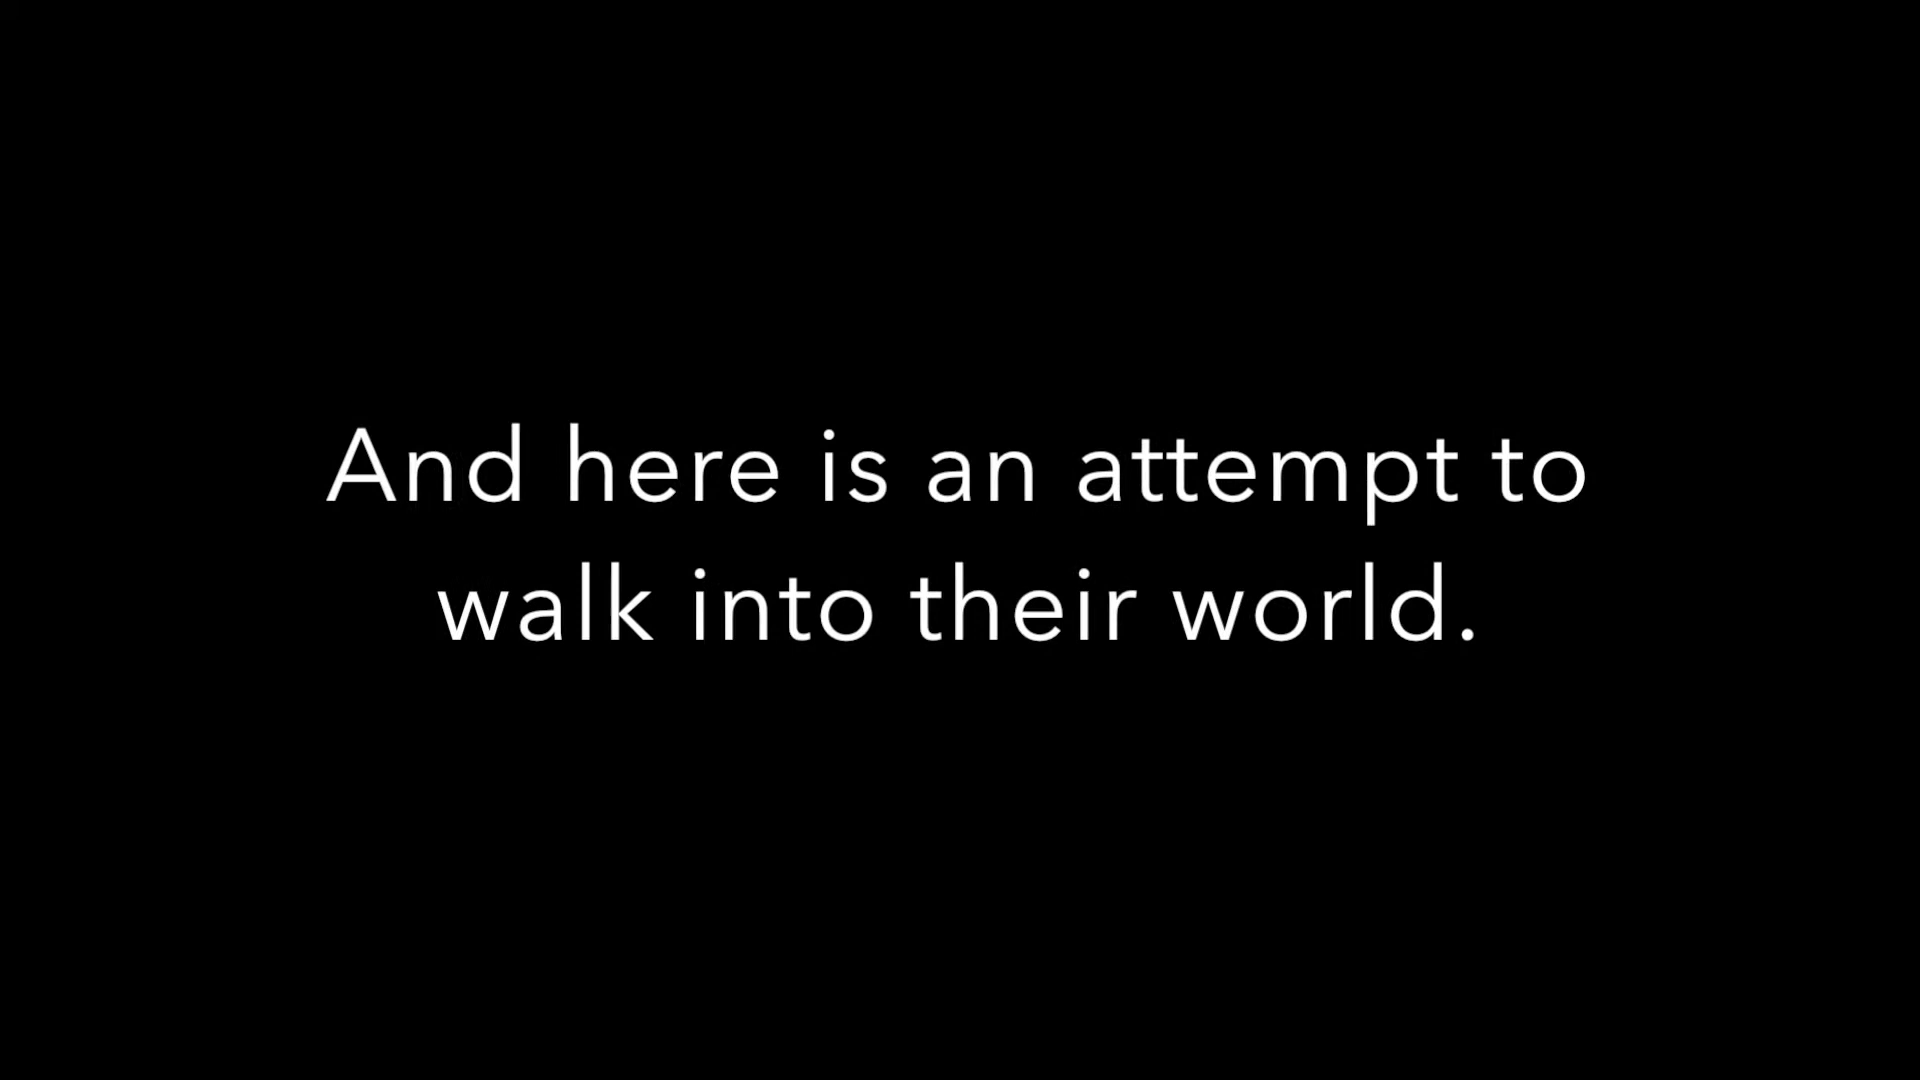 And here is an attempt to
walk into their world.